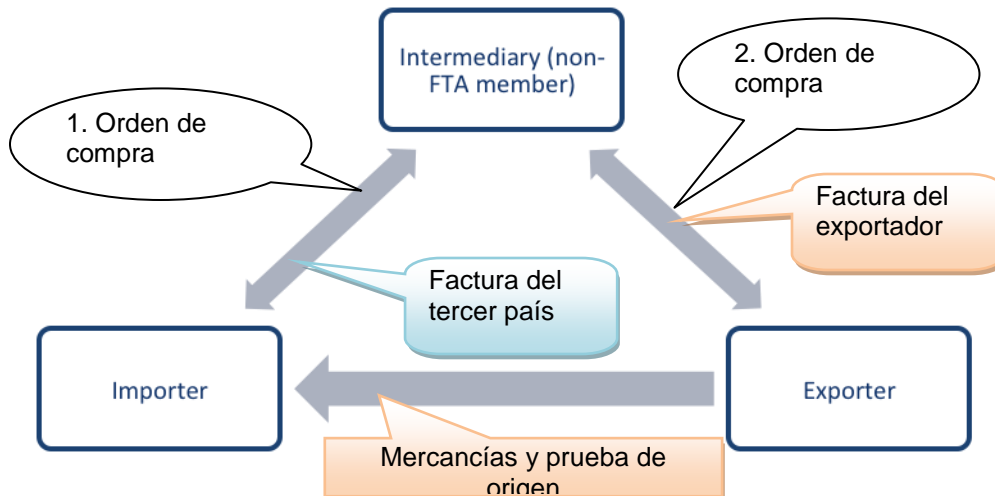 Intermediary (non-
FTA member)
2. Orden de
compra
1. Orden de
compra
Factura del
exportador
Factura del
tercer país
Importer
Exporter
Mercancías y prueba de
origen